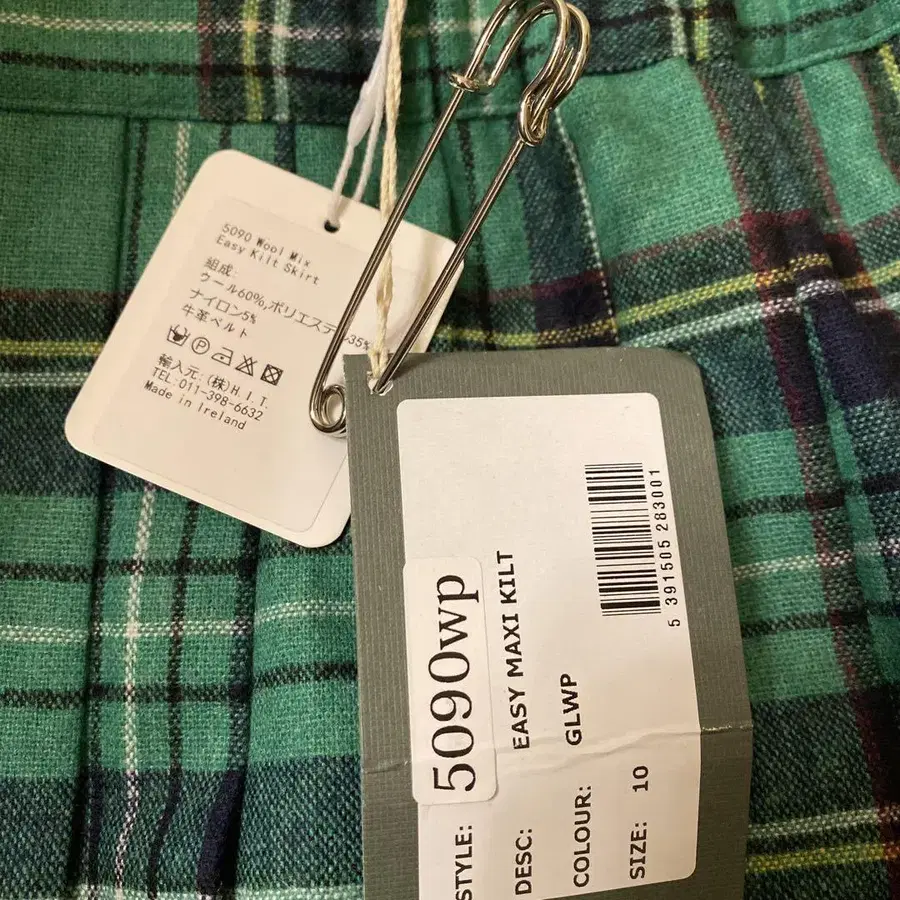 5090 Wool Mix
Easy Kilt Skirt
組成:
ウール60%,ポリエステル35%
ナイロン5%
牛革ベルト
輸入元:(株)H.I.T.
TEL:011-398-6632
Made in Ireland
5090wp
STYLE:
DESC: EASY MAXI KILT
COLOUR: GLWP
SIZE: 10
5 391505 283001